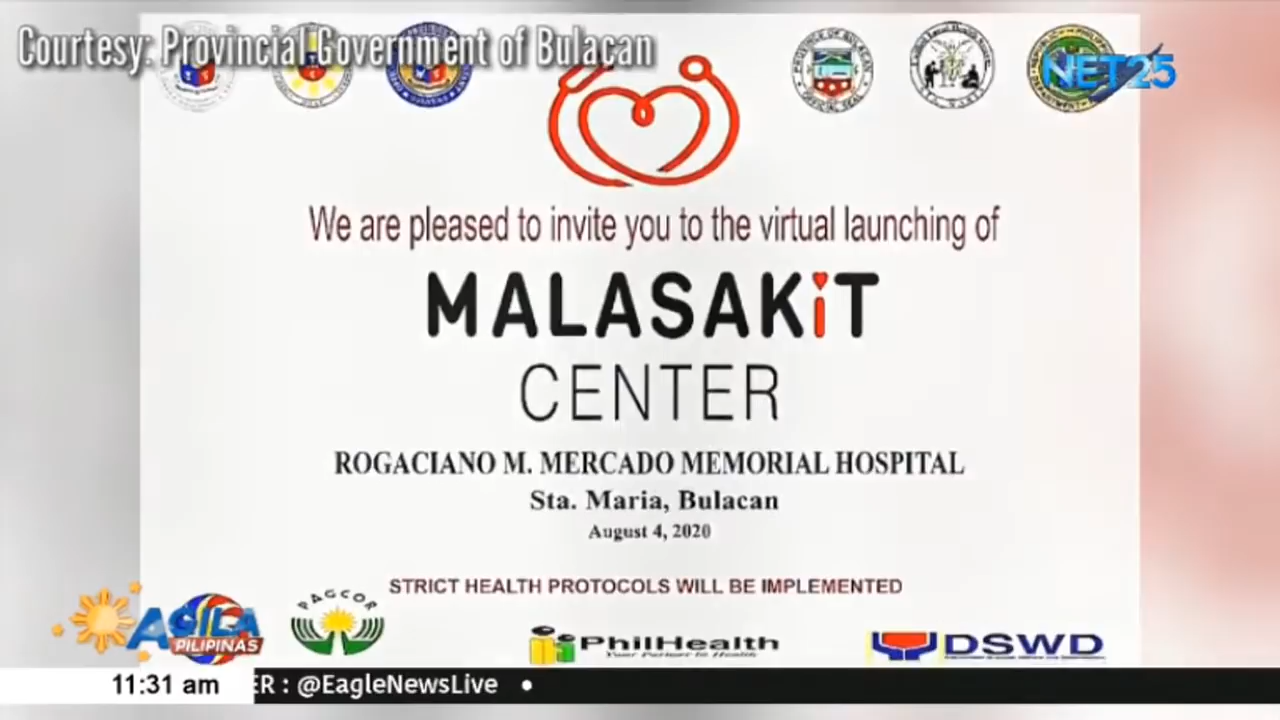 Courtesy: Provincial Government of Bulacan
NET25
We are pleased to invite you to the virtual launching of
MALASAKiT
CENTER
ROGACIANO M. MERCADO MEMORIAL HOSPITAL
Sta. Maria, Bulacan
August 4, 2020
STRICT HEALTH PROTOCOLS WILL BE IMPLEMENTED
AGILA
PILIPINAS
PAGCOR
PhilHealth
Your Partner in Health
DSWD
11:31 am
ER : @EagleNewsLive •